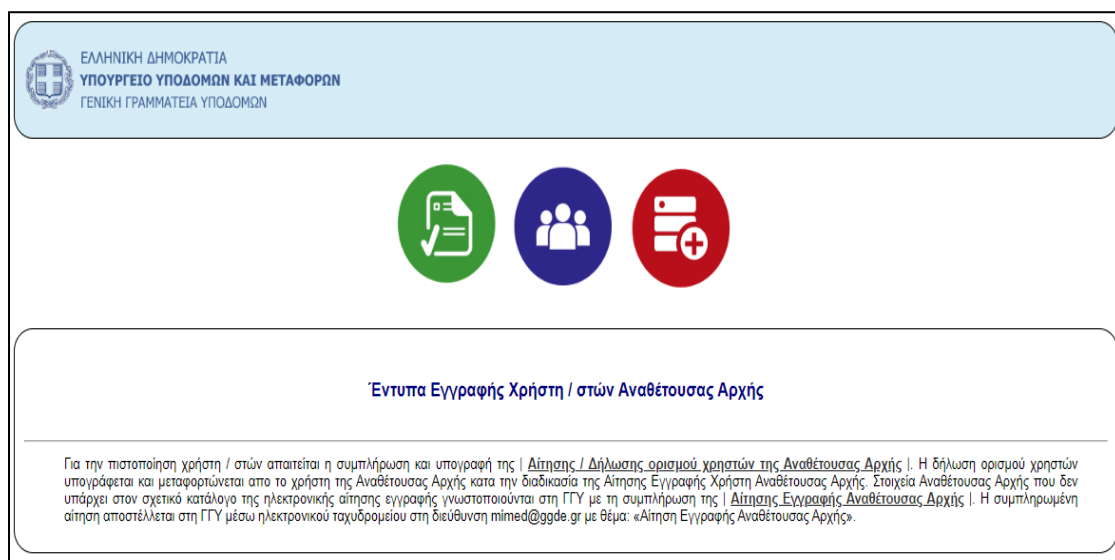 ΕΛΛΗΝΙΚΗ ΔΗΜΟΚΡΑΤΙΑ
ΥΠΟΥΡΓΕΙΟ ΥΠΟΔΟΜΩΝ ΚΑΙ ΜΕΤΑΦΟΡΩΝ
ΓΕΝΙΚΗ ΓΡΑΜΜΑΤΕΙΑ ΥΠΟΔΟΜΩΝ
Έντυπα Εγγραφής Χρήστη / στών Αναθέτουσας Αρχής
Για την πιστοποίηση χρήστη / στών απαιτείται η συμπλήρωση και υπογραφή της | Αίτησης / Δήλωσης ορισμού χρηστών της Αναθέτουσας Αρχής |. Η δήλωση ορισμού χρηστών
υπογράφεται και μεταφορτώνεται απο το χρήστη της Αναθέτουσας Αρχής κατα την διαδικασία της Αίτησης Εγγραφής Χρήστη Αναθέτουσας Αρχής. Στοιχεία Αναθέτουσας Αρχής που δεν
υπάρχει στον σχετικό κατάλογο της ηλεκτρονικής αίτησης εγγραφής γνωστοποιούνται στη ΓΓΥ με τη συμπλήρωση της | Αίτησης Εγγραφής Αναθέτουσας Αρχής |. Η συμπληρωμένη
αίτηση αποστέλλεται στη ΓΓΥ μέσω ηλεκτρονικού ταχυδρομείου στη διεύθυνση mimed@ggde.gr με θέμα: «Αίτηση Εγγραφής Αναθέτουσας Αρχής».